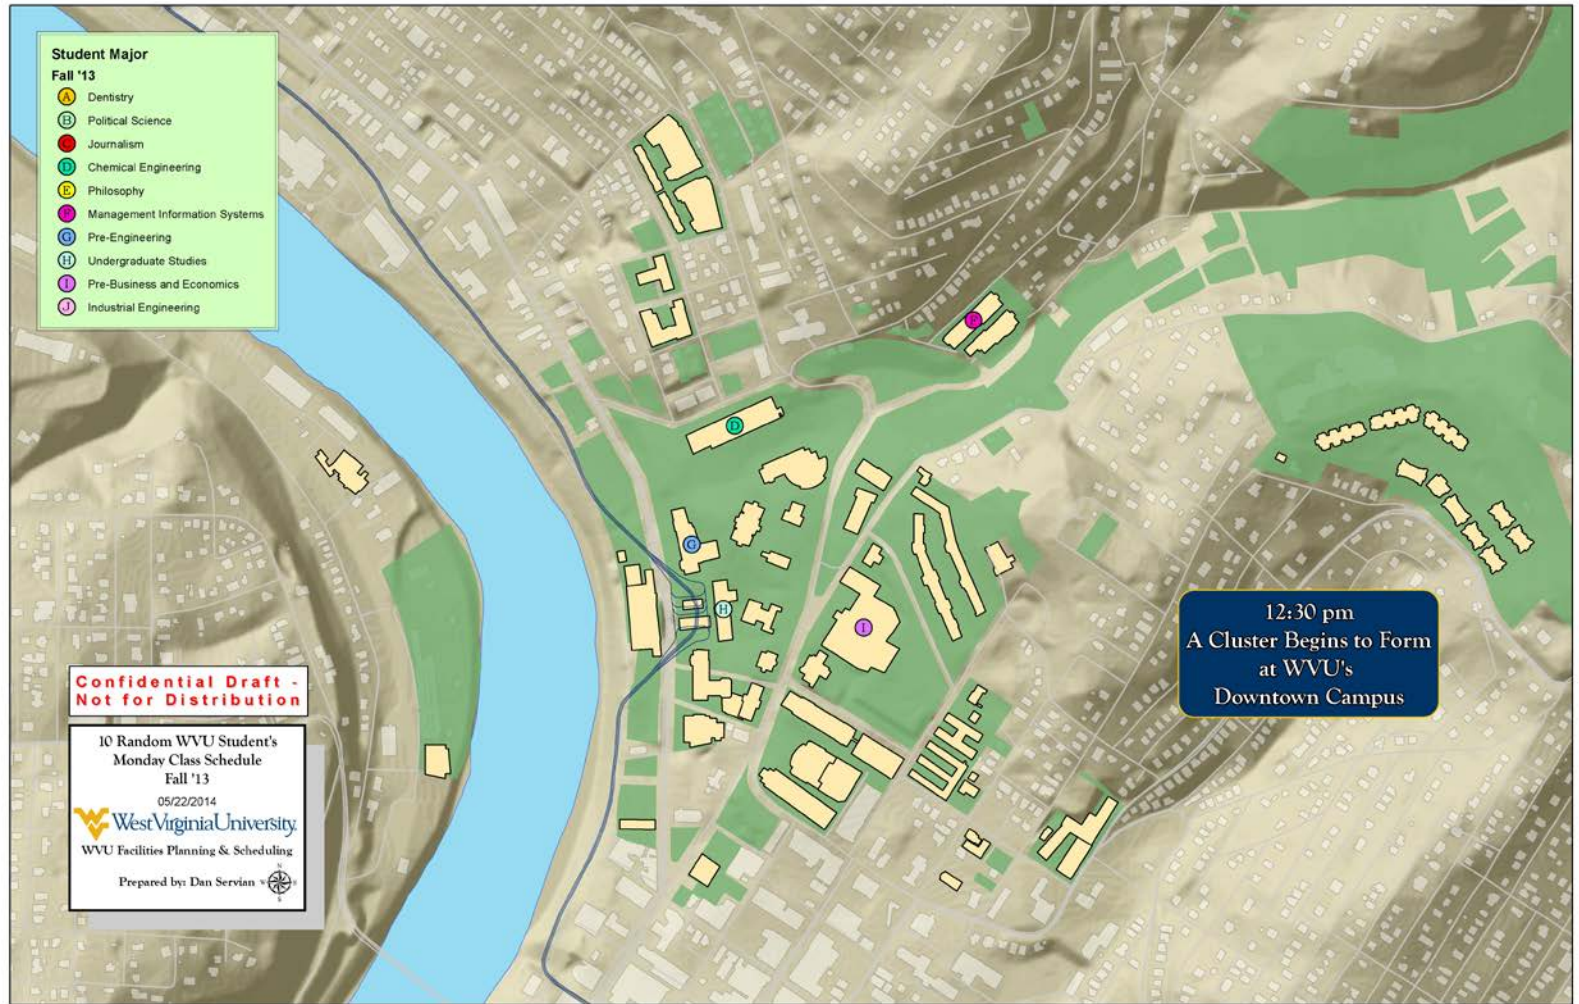 Student Major
Fall '13
A Dentistry
B Political Science
C Journalism
D Chemical Engineering
E Philosophy
F Management Information Systems
G Pre-Engineering
H Undergraduate Studies
I Pre-Business and Economics
J Industrial Engineering
F
D
G
H
I
12:30 pm
A Cluster Begins to Form
at WVU's
Downtown Campus
Confidential Draft -
Not for Distribution
10 Random WVU Student's
Monday Class Schedule
Fall '13
05/22/2014
WestVirginiaUniversity.
WVU Facilities Planning & Scheduling
Prepared by: Dan Servian
N
W E
S